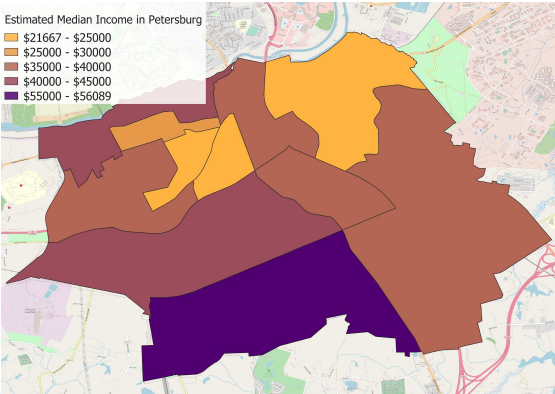 Estimated Median Income in Petersburg
$21667 - $25000
$25000 - $30000
$35000 - $40000
$40000 - $45000
$55000 - $56089